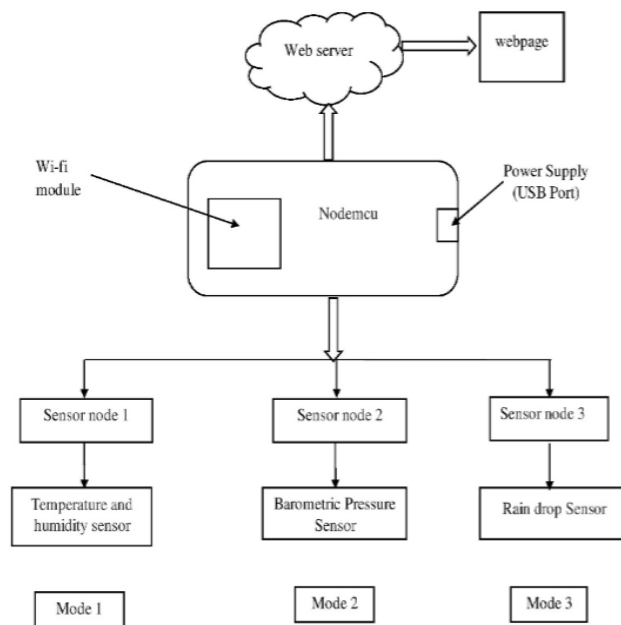 Web server
webpage
Wi-fi
module
Nodemcu
Power Supply
(USB Port)
Sensor node 1
Sensor node 2
Sensor node 3
Temperature and
humidity sensor
Barometric Pressure
Sensor
Rain drop Sensor
Mode 1
Mode 2
Mode 3